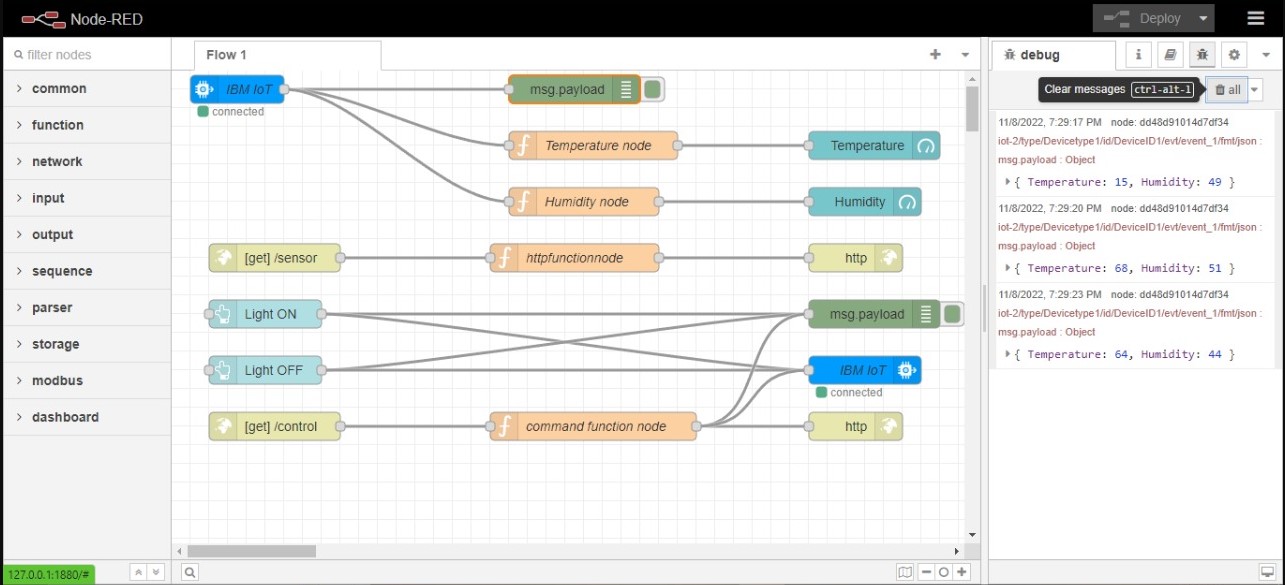 Node-RED
Deploy
filter nodes
common
function
network
input
output
sequence
parser
storage
modbus
dashboard
127.0.0.1:1880/#
Flow 1
IBM IoT
connected
msg.payload
Temperature node
Temperature
Humidity node
Humidity
[get] /sensor
httpfunctionnode
http
Light ON
msg.payload
Light OFF
IBM IoT
connected
[get] /control
command function node
http
debug
Clear messages ctrl-alt-l
all
11/8/2022, 7:29:17 PM node: dd48d91014d7df34
iot-2/type/Devicetype1/id/DeviceID1/evt/event_1/fmt/json :
msg.payload : Object
{ Temperature: 15, Humidity: 49 }
11/8/2022, 7:29:20 PM node: dd48d91014d7df34
iot-2/type/Devicetype1/id/DeviceID1/evt/event_1/fmt/json :
msg.payload : Object
{ Temperature: 68, Humidity: 51 }
11/8/2022, 7:29:23 PM node: dd48d91014d7df34
iot-2/type/Devicetype1/id/DeviceID1/evt/event_1/fmt/json :
msg.payload : Object
{ Temperature: 64, Humidity: 44 }